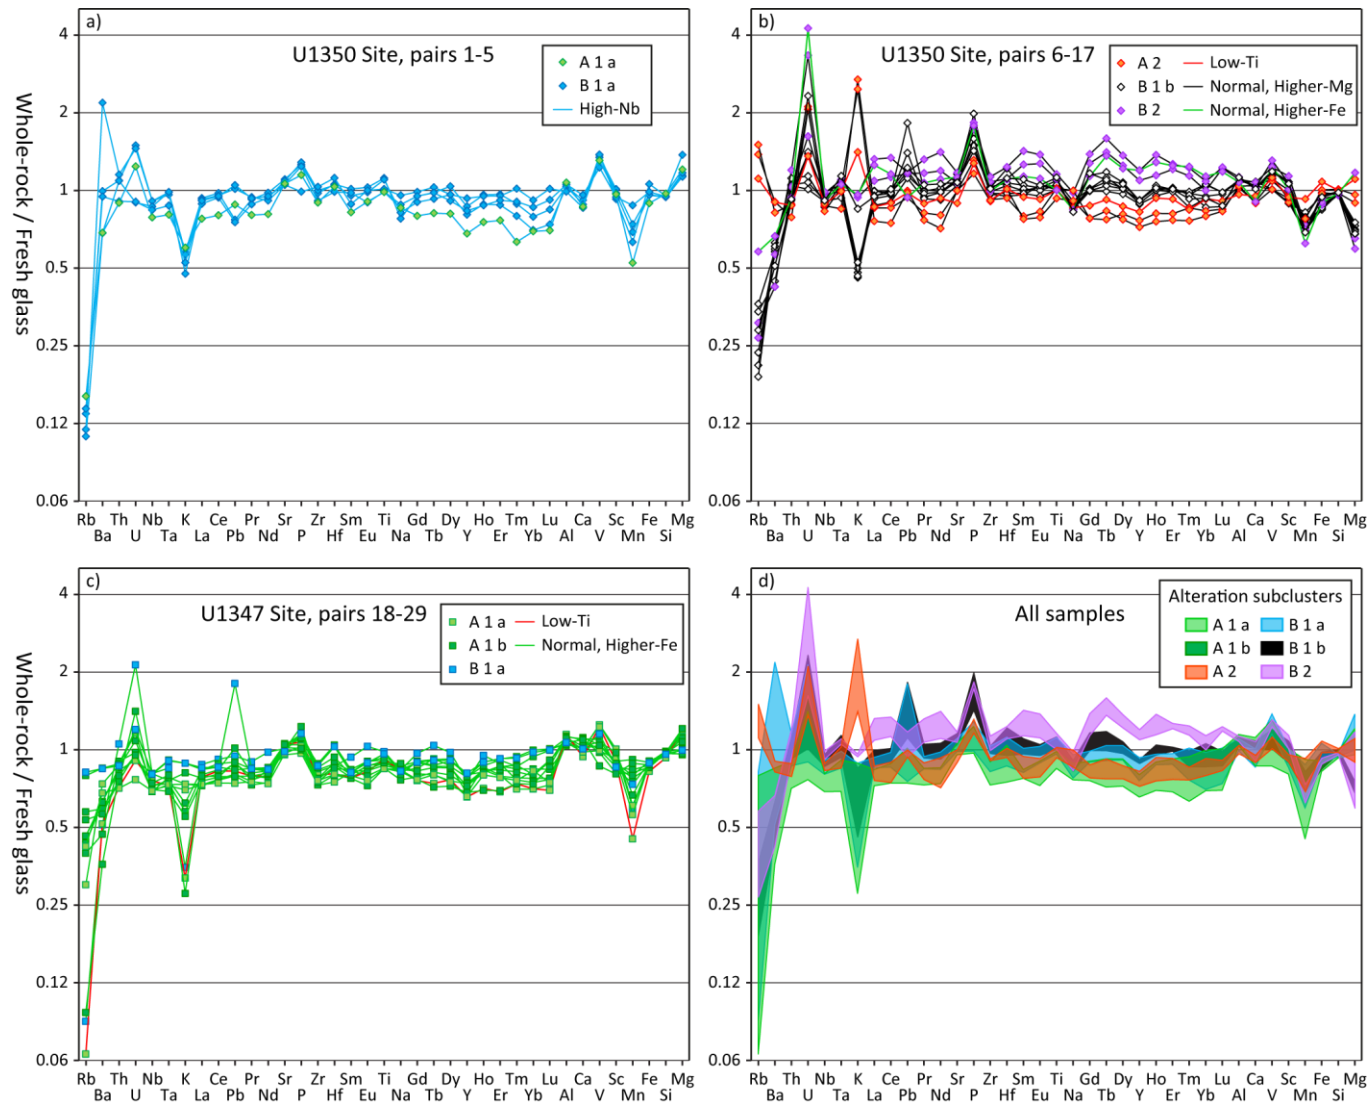 a)
U1350 Site, pairs 1-5
A 1 a
B 1 a
High-Nb
Whole-rock / Fresh glass
4
2
1
0.5
0.25
0.12
0.06
Rb Th Nb K Ce Pr Sr Zr Sm Ti Gd Dy Ho Tm Lu Ca Sc Fe Mg
Ba U Ta La Pb Nd P Hf Eu Na Tb Y Er Yb Al V Mn Si
b)
U1350 Site, pairs 6-17
A 2
B 1 b
B 2
Low-Ti
Normal, Higher-Mg
Normal, Higher-Fe
4
2
1
0.5
0.25
0.12
0.06
Rb Th Nb K Ce Pr Sr Zr Sm Ti Gd Dy Ho Tm Lu Ca Sc Fe Mg
Ba U Ta La Pb Nd P Hf Eu Na Tb Y Er Yb Al V Mn Si
c)
U1347 Site, pairs 18-29
A 1 a
A 1 b
B 1 a
Low-Ti
Normal, Higher-Fe
Whole-rock / Fresh glass
4
2
1
0.5
0.25
0.12
0.06
Rb Th Nb K Ce Pr Sr Zr Sm Ti Gd Dy Ho Tm Lu Ca Sc Fe Mg
Ba U Ta La Pb Nd P Hf Eu Na Tb Y Er Yb Al V Mn Si
d)
All samples
Alteration subclusters
A 1 a
A 1 b
A 2
B 1 a
B 1 b
B 2
4
2
1
0.5
0.25
0.12
0.06
Rb Th Nb K Ce Pr Sr Zr Sm Ti Gd Dy Ho Tm Lu Ca Sc Fe Mg
Ba U Ta La Pb Nd P Hf Eu Na Tb Y Er Yb Al V Mn Si